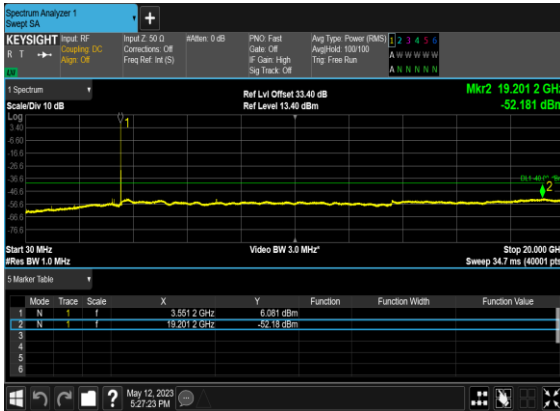 Spectrum Analyzer 1
Swept SA
KEYSIGHT Input: RF Input Z: 50 Ω #Atten: 0 dB PNO: Fast Avg Type: Power (RMS) 1 2 3 4 5 6
R T Coupling: DC Corrections: Off Gate: Off Avg|Hold: 100/100 A W W W W W
Align: Off Freq Ref: Int (S) IF Gain: High Trig: Free Run
Sig Track: Off A N N N N N
1 Spectrum
Ref Lvl Offset 33.40 dB Mkr2 19.201 2 GHz
Scale/Div 10 dB Ref Level 13.40 dBm -52.181 dBm
Log
1
3.40
-6.60
-16.6
-26.6
-36.6
-46.6
2
-56.6
-66.6
-76.6
Start 30 MHz Video BW 3.0 MHz* Stop 20.000 GH
#Res BW 1.0 MHz Sweep 34.7 ms (40001 pts
5 Marker Table
Mode Trace Scale X Y Function Function Width Function Value
1 N 1 f 3.551 2 GHz 6.081 dBm
2 N 1 f 19.201 2 GHz -52.18 dBm
3
4
5
6
? May 12, 2023
5:27:23 PM